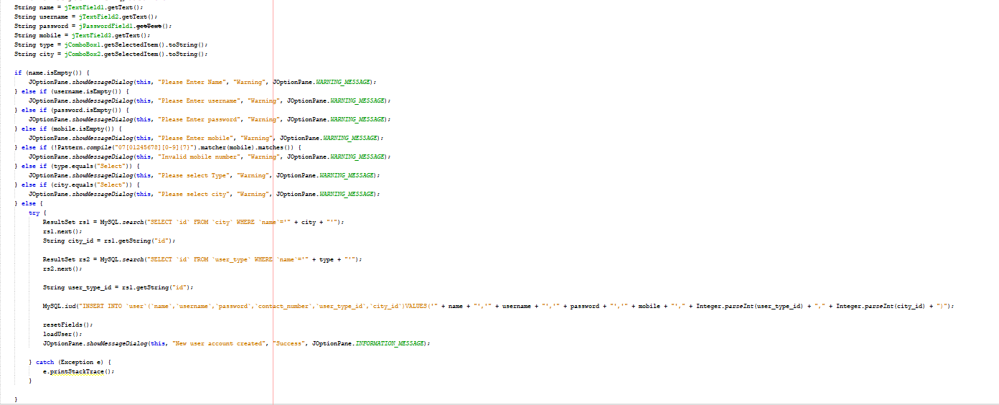 String name = jTextField1.getText();
String username = jTextField2.getText();
String password = jPasswordField1.getText();
String mobile = jTextField3.getText();
String type = jComboBox1.getSelectedItem().toString();
String city = jComboBox2.getSelectedItem().toString();
if (name.isEmpty()) {
JOptionPane.showMessageDialog(this, "Please Enter Name", "Warning", JOptionPane.WARNING_MESSAGE);
} else if (username.isEmpty()) {
JOptionPane.showMessageDialog(this, "Please Enter username", "Warning", JOptionPane.WARNING_MESSAGE);
} else if (password.isEmpty()) {
JOptionPane.showMessageDialog(this, "Please Enter password", "Warning", JOptionPane.WARNING_MESSAGE);
} else if (mobile.isEmpty()) {
JOptionPane.showMessageDialog(this, "Please Enter mobile", "Warning", JOptionPane.WARNING_MESSAGE);
} else if (!Pattern.compile("07[01245678][0-9]{7}").matcher(mobile).matches()) {
JOptionPane.showMessageDialog(this, "Invalid mobile number", "Warning", JOptionPane.WARNING_MESSAGE);
} else if (type.equals("Select")) {
JOptionPane.showMessageDialog(this, "Please select Type", "Warning", JOptionPane.WARNING_MESSAGE);
} else if (city.equals("Select")) {
JOptionPane.showMessageDialog(this, "Please select city", "Warning", JOptionPane.WARNING_MESSAGE);
} else {
try {
ResultSet rs1 = MySQL.search("SELECT `id` FROM `city` WHERE `name`='" + city + "'");
rs1.next();
String city_id = rs1.getString("id");
ResultSet rs2 = MySQL.search("SELECT `id` FROM `user_type` WHERE `name`='" + type + "'");
rs2.next();
String user_type_id = rs1.getString("id");
MySQL.iud("INSERT INTO `user`(`name`,`username`,`password`,`contact_number`,`user_type_id`,`city_id`)VALUES('" + name + "','" + username + "','" + password + "','" + mobile + "'," + Integer.parseInt(user_type_id) + "," + Integer.parseInt(city_id) + ")");
resetFields();
loadUser();
JOptionPane.showMessageDialog(this, "New user account created", "Success", JOptionPane.INFORMATION_MESSAGE);
} catch (Exception e) {
e.printStackTrace();
}
}